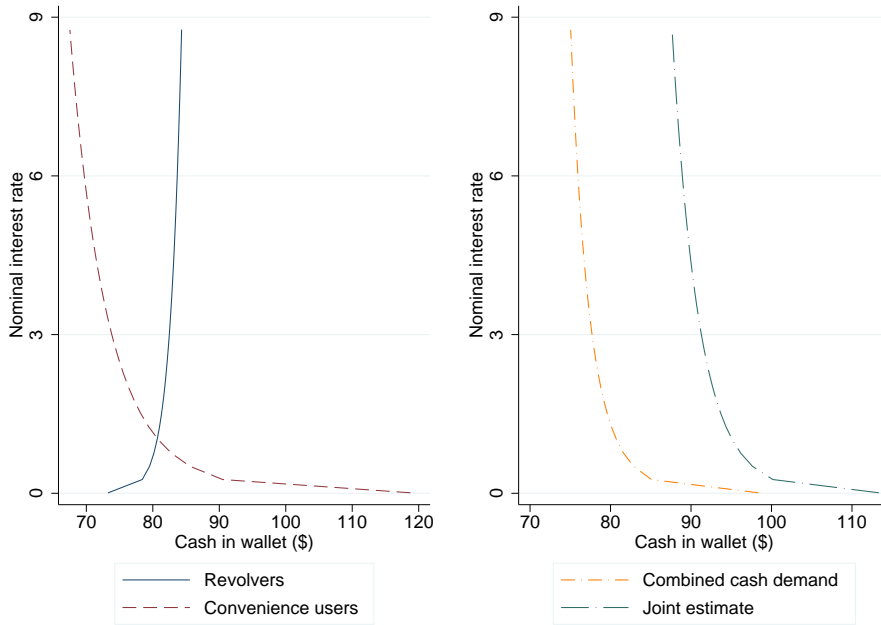 9
6
3
0
Nominal interest rate
70 80 90 100 110 120
Cash in wallet ($)
Revolvers
Convenience users
9
6
3
0
Nominal interest rate
70 80 90 100 110
Cash in wallet ($)
Combined cash demand
Joint estimate